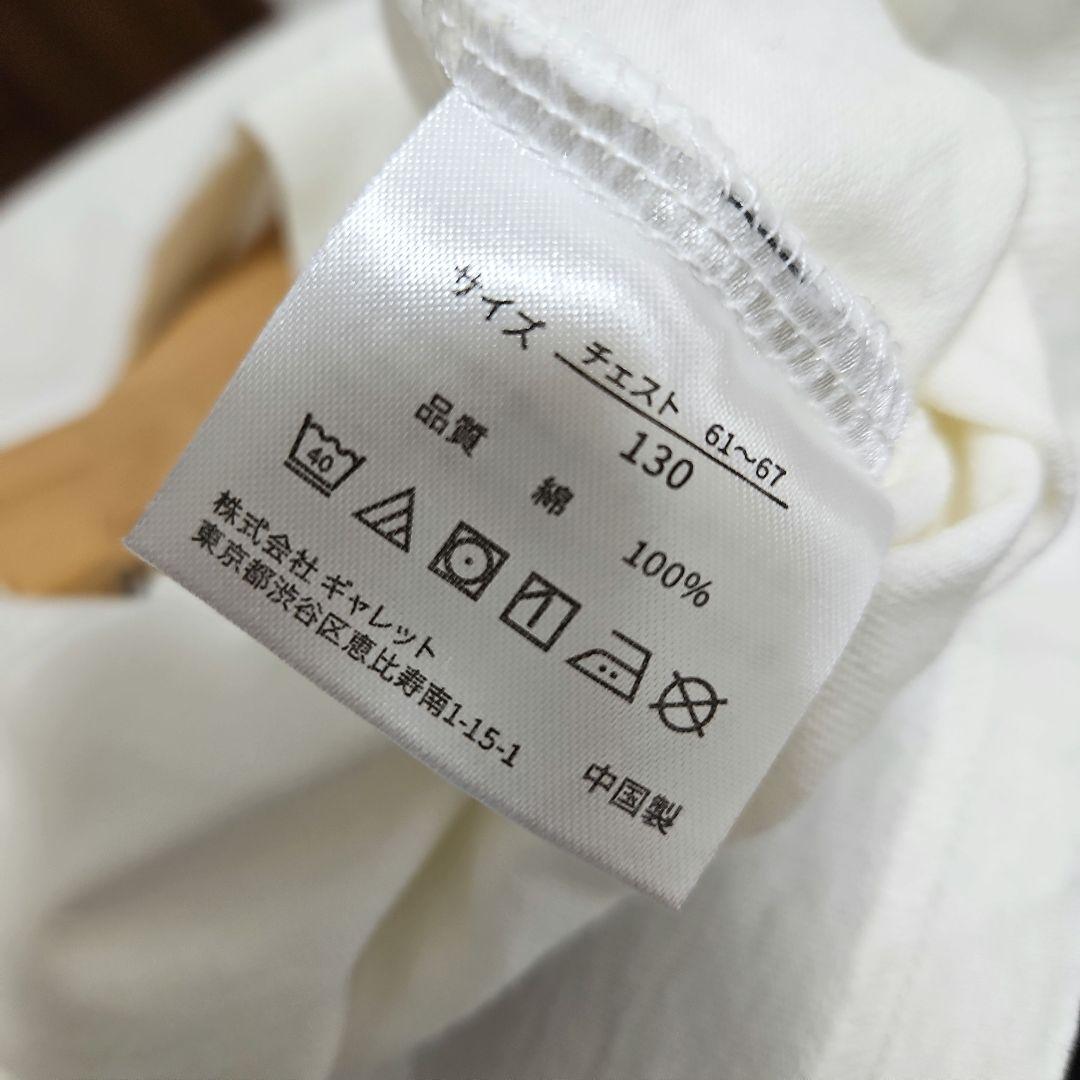 サイズ
チェスト 61～67
130
品質 綿 100%
40
株式会社 ギャレット
東京都渋谷区恵比寿南1-15-1
中国製